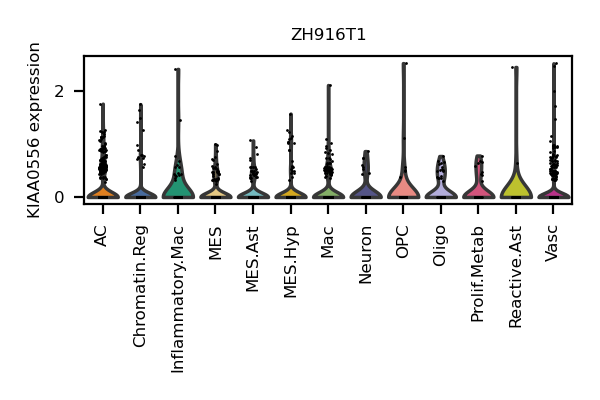 ZH916T1
KIAA0556 expression
2
0
AC
Chromatin.Reg
Inflammatory.Mac
MES
MES.Ast
MES.Hyp
Mac
Neuron
OPC
Oligo
Prolif.Metab
Reactive.Ast
Vasc